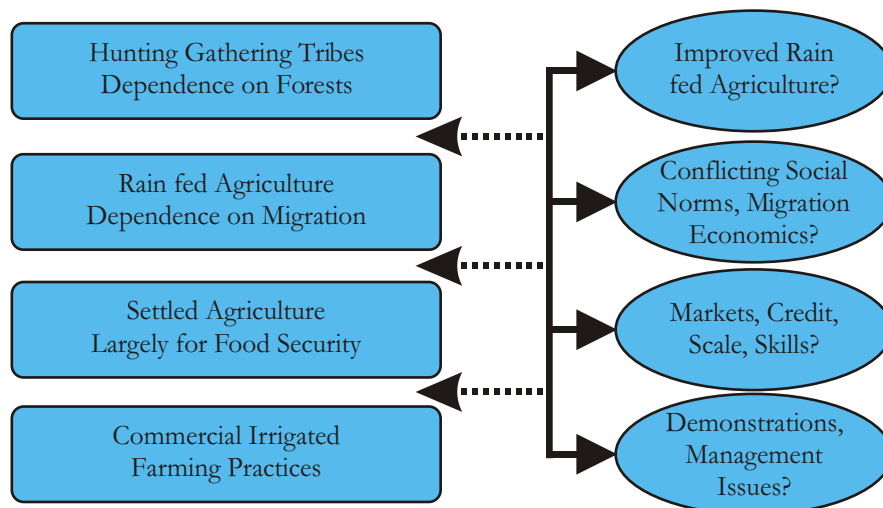 Hunting Gathering Tribes
Dependence on Forests
Rain fed Agriculture
Dependence on Migration
Settled Agriculture
Largely for Food Security
Commercial Irrigated
Farming Practices
Improved Rain
fed Agriculture?
Conflicting Social
Norms, Migration
Economics?
Markets, Credit,
Scale, Skills?
Demonstrations,
Management
Issues?